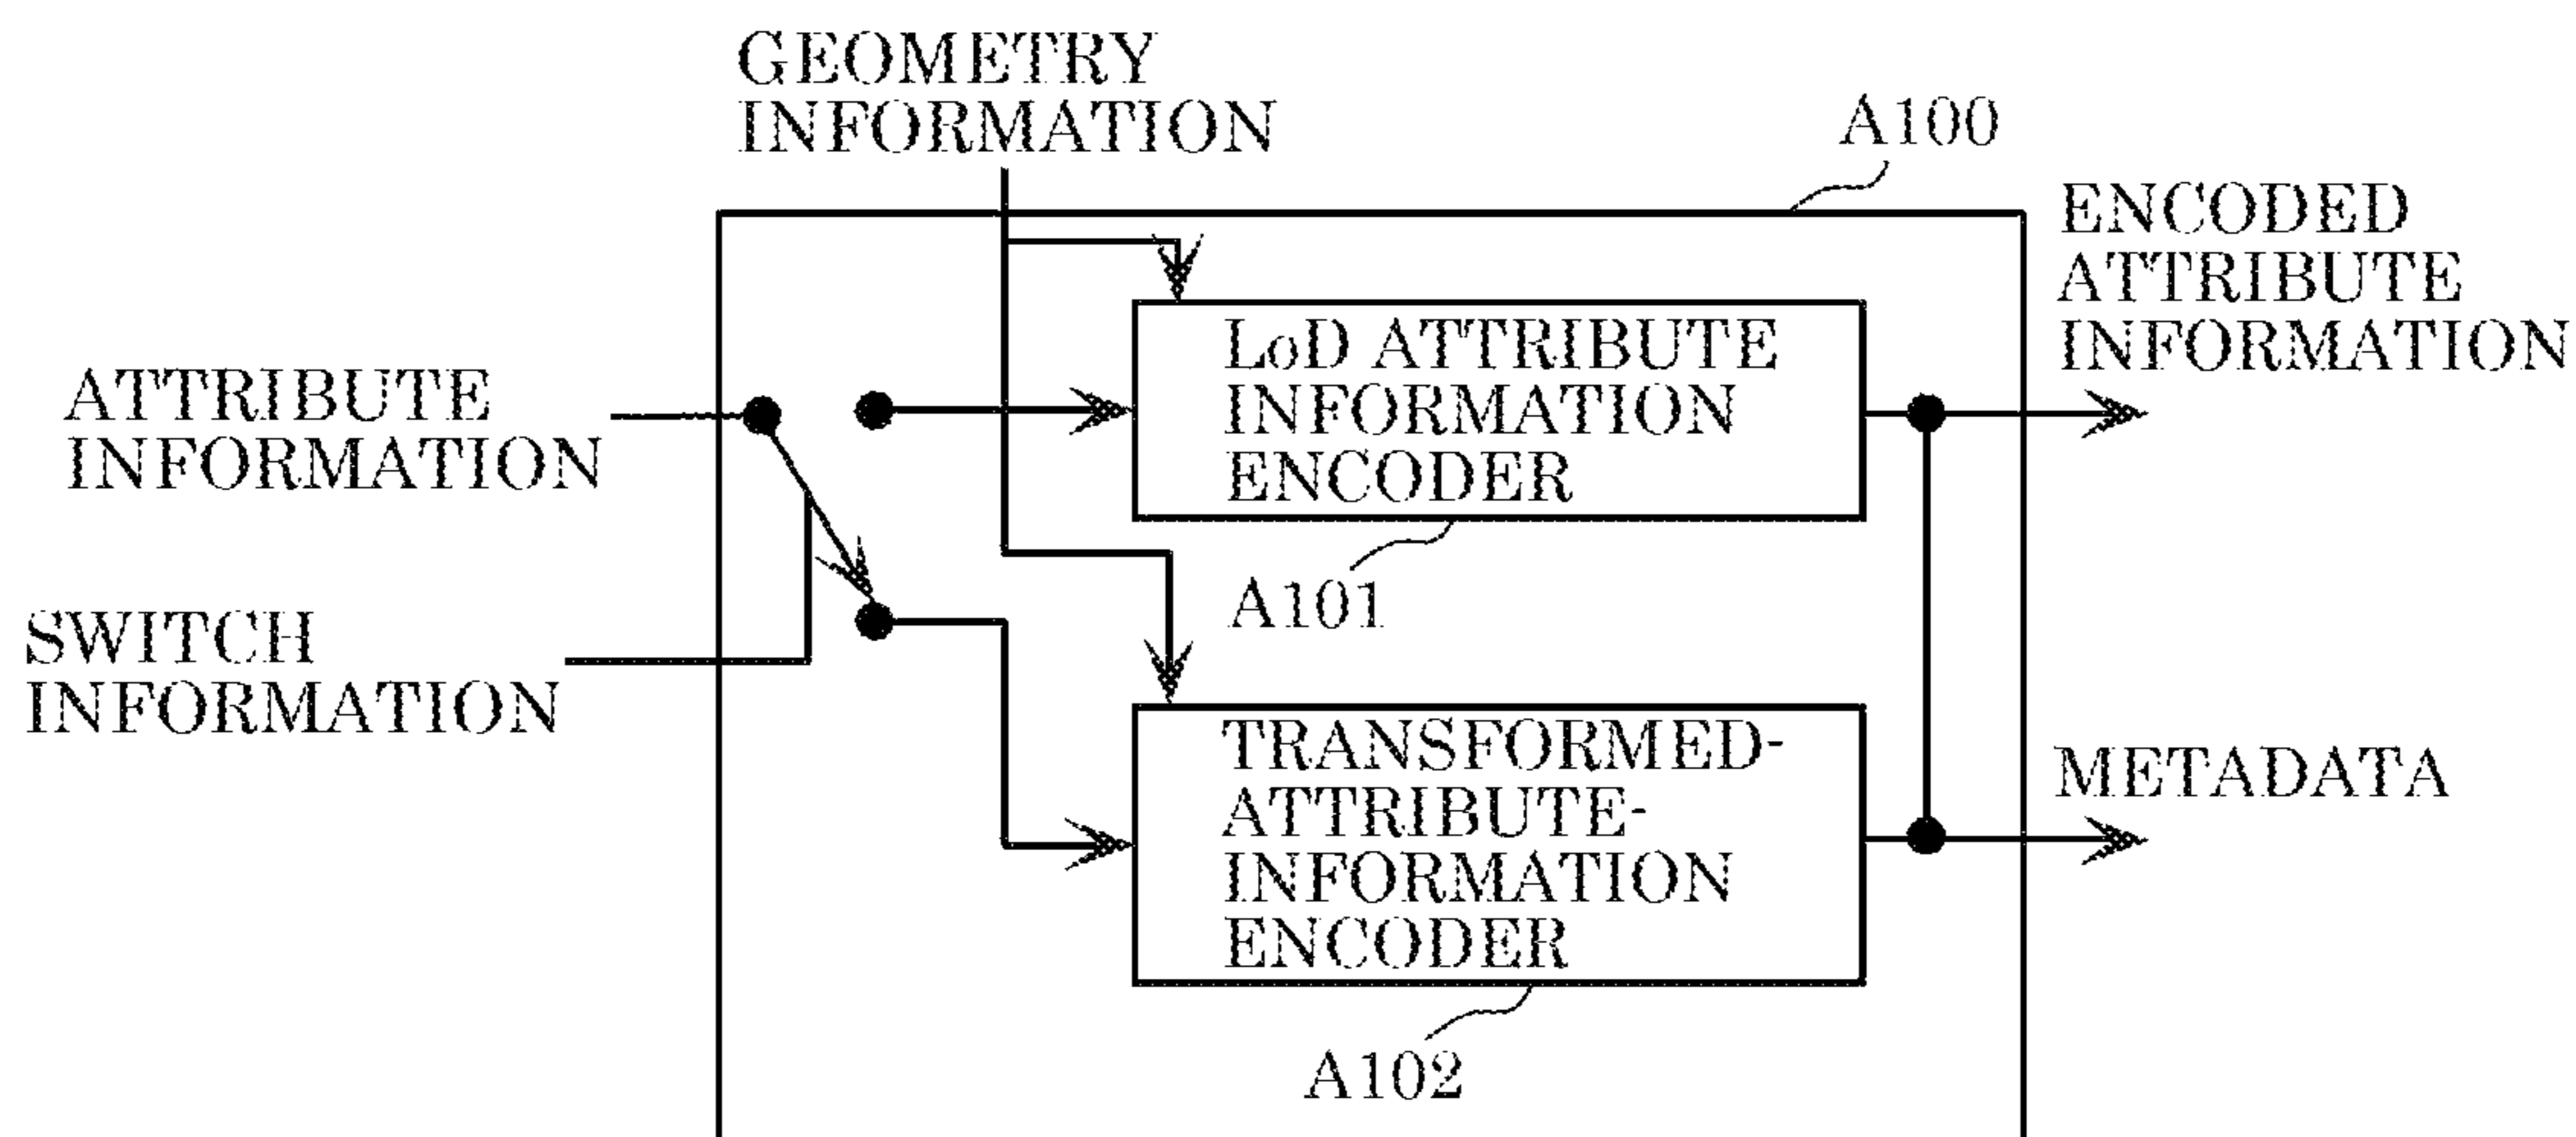 GEOMETRY
INFORMATION
A100
ENCODED
ATTRIBUTE
INFORMATION
LoD ATTRIBUTE
INFORMATION
ENCODER
ATTRIBUTE
INFORMATION
A101
SWITCH
INFORMATION
TRANSFORMED-
ATTRIBUTE-
INFORMATION
ENCODER
METADATA
A102